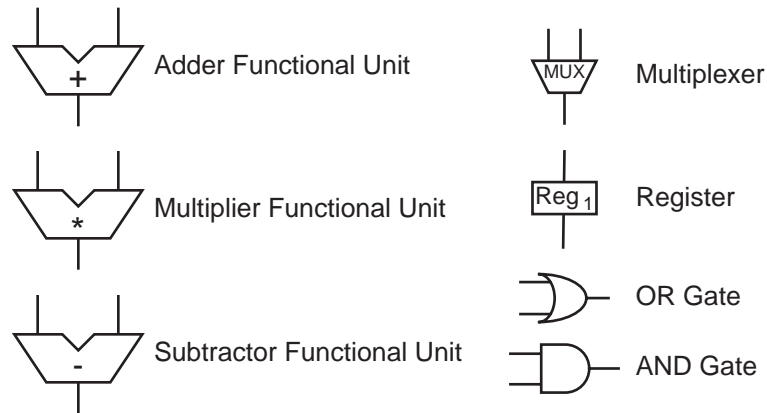 +
Adder Functional Unit
*
Multiplier Functional Unit
-
Subtractor Functional Unit
MUX
Multiplexer
Reg 1
Register
OR Gate
AND Gate